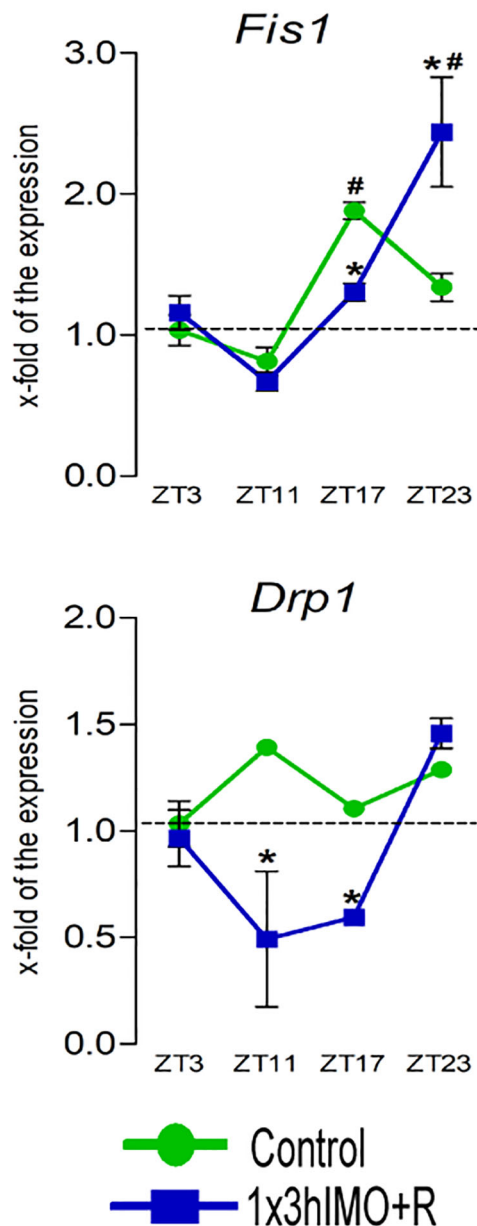 Fis1
x-fold of the expression
3.0
* #
2.0
#
*
1.0
0.0
ZT3 ZT11 ZT17 ZT23
Drp1
x-fold of the expression
2.0
1.5
1.0
*
*
0.5
0.0
ZT3 ZT11 ZT17 ZT23
Control
1x3hIMO+R